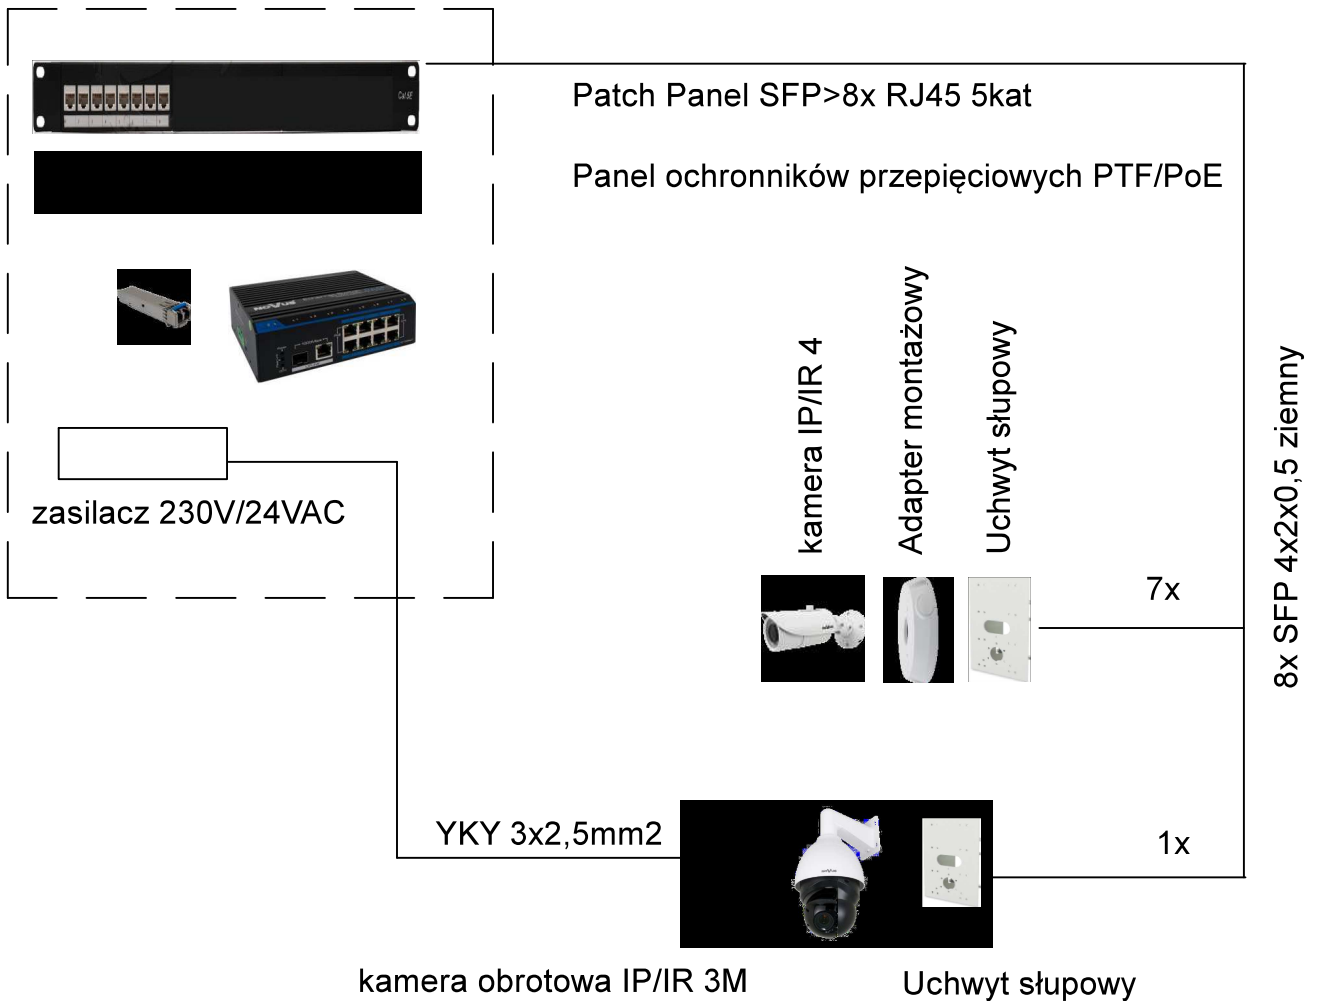 Cat 5E
Patch Panel SFP>8x RJ45 5kat
Panel ochronników przepięciowych PTF/PoE
zasilacz 230V/24VAC
kamera IP/IR 4
Adapter montażowy
Uchwyt słupowy
7x
8x SFP 4x2x0,5 ziemny
YKY 3x2,5mm2
1x
kamera obrotowa IP/IR 3M
Uchwyt słupowy